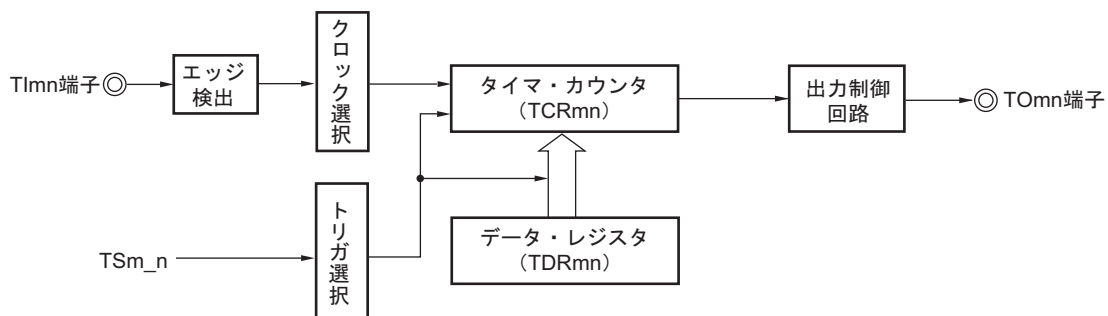 TImn端子
エッジ
検出
クロック選択
タイマ・カウンタ
（TCRmn）
出力制御
回路
TOmn端子
TSm_n
トリガ選択
データ・レジスタ
（TDRmn）